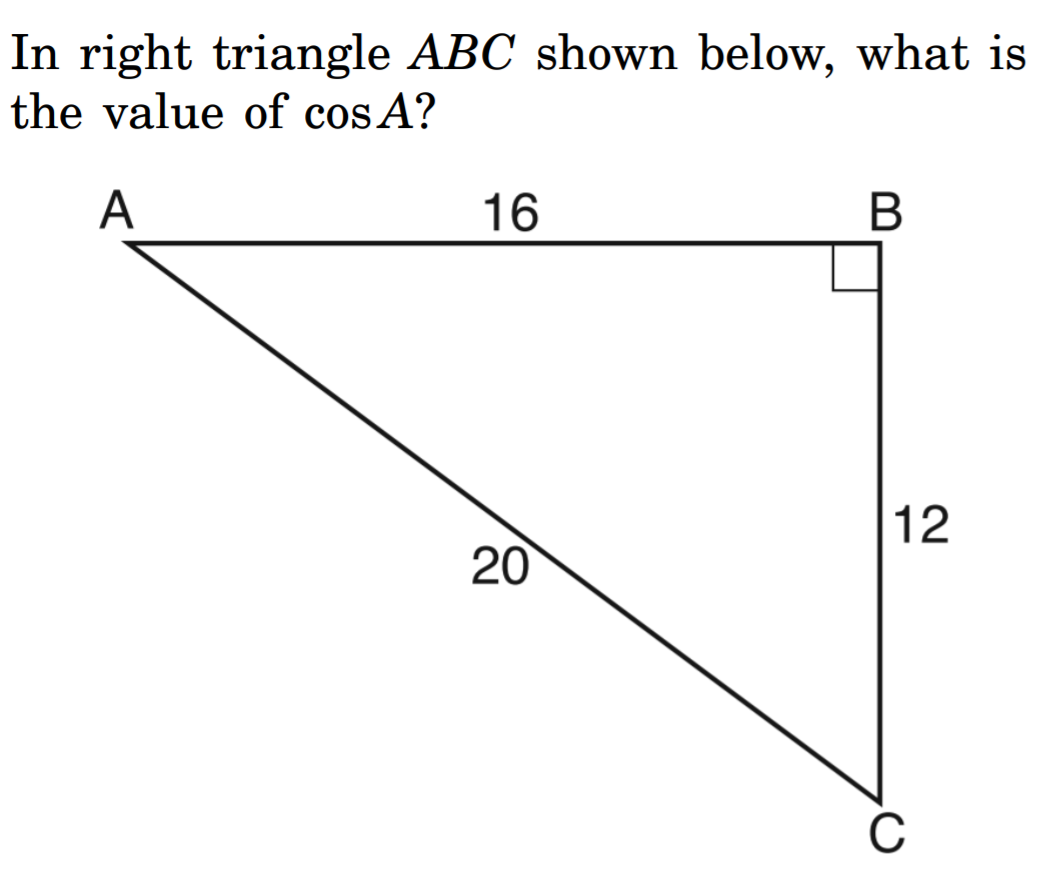 In right triangle ABC shown below, what is
the value of cos A?
A
16
B
12
20
C